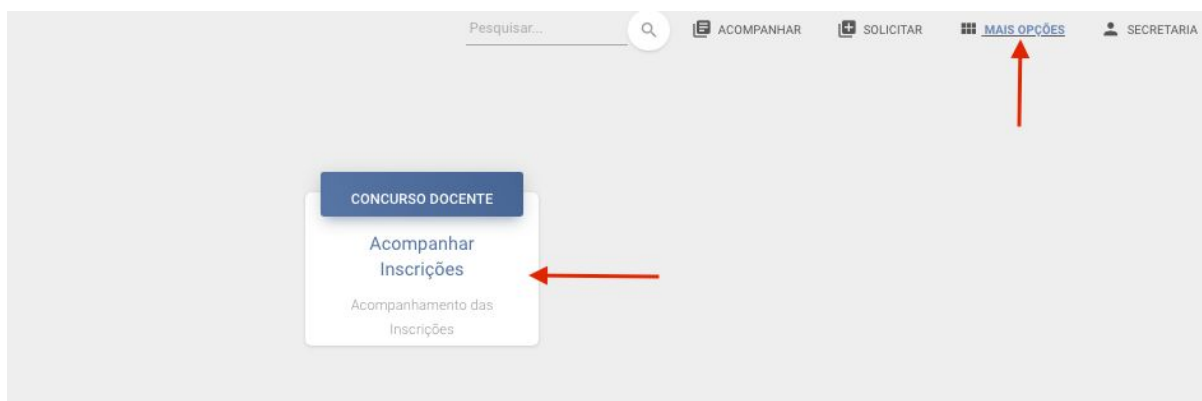 Pesquisar... ACOMPANHAR SOLICITAR MAIS OPÇÕES SECRETARIA
CONCURSO DOCENTE
Acompanhar
Inscrições
Acompanhamento das
Inscrições